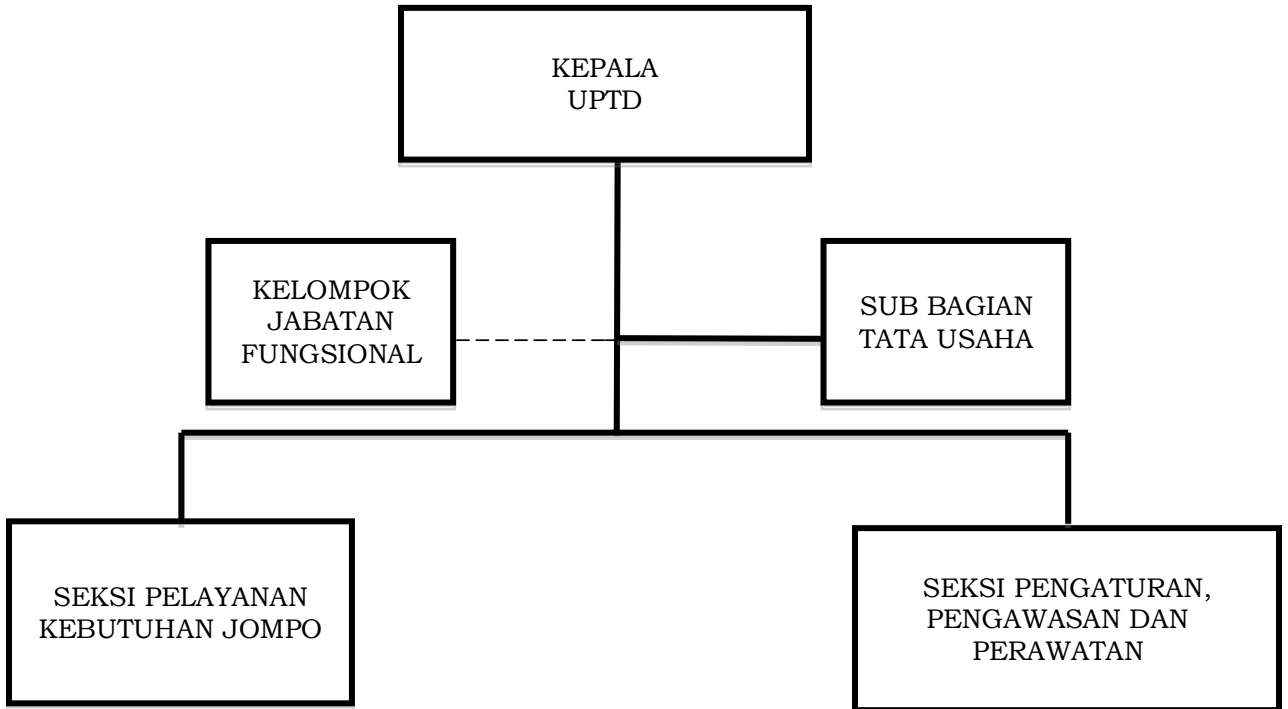 KEPALA
UPTD
KELOMPOK
JABATAN
FUNGSIONAL
SUB BAGIAN
TATA USAHA
SEKSI PELAYANAN
KEBUTUHAN JOMPO
SEKSI PENGATURAN,
PENGAWASAN DAN
PERAWATAN